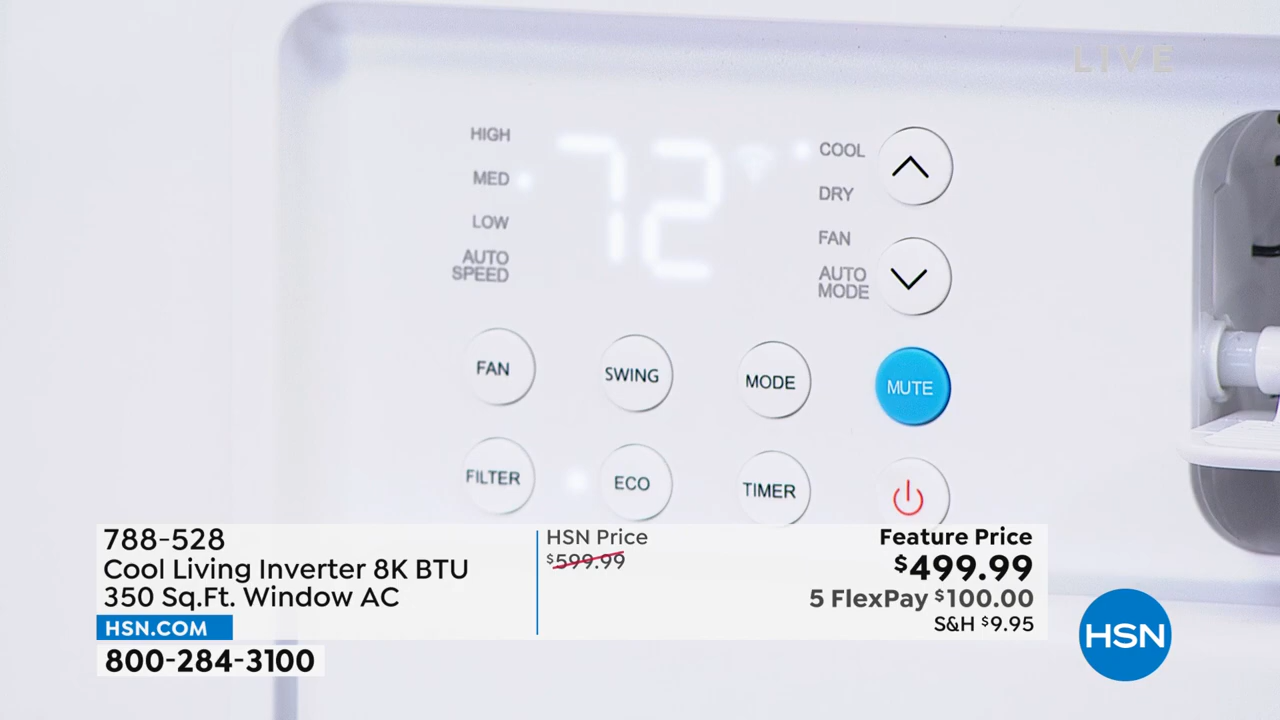 LIVE
HIGH
MED
LOW
AUTO
SPEED
72
COOL
DRY
FAN
AUTO
MODE
FAN
SWING
MODE
MUTE
FILTER
ECO
TIMER
788-528
Cool Living Inverter 8K BTU
350 Sq.Ft. Window AC
HSN.COM
800-284-3100
HSN Price
$599.99
Feature Price
$499.99
5 FlexPay $100.00
S&H $9.95
HSN